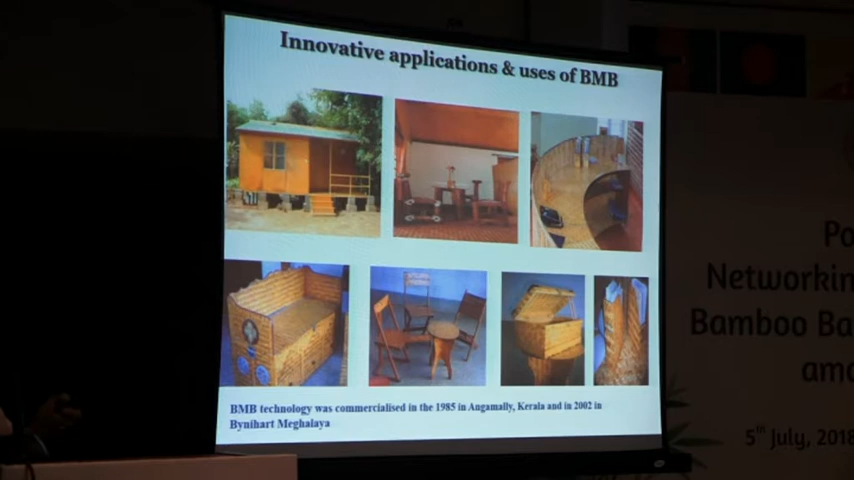 Innovative applications & uses of BMB
BMB technology was commercialised in the 1985 in Angamally, Kerala and in 2002 in
Bynihart Meghalaya
Po
Networkin
Bamboo Ba
amo
5th July, 2018